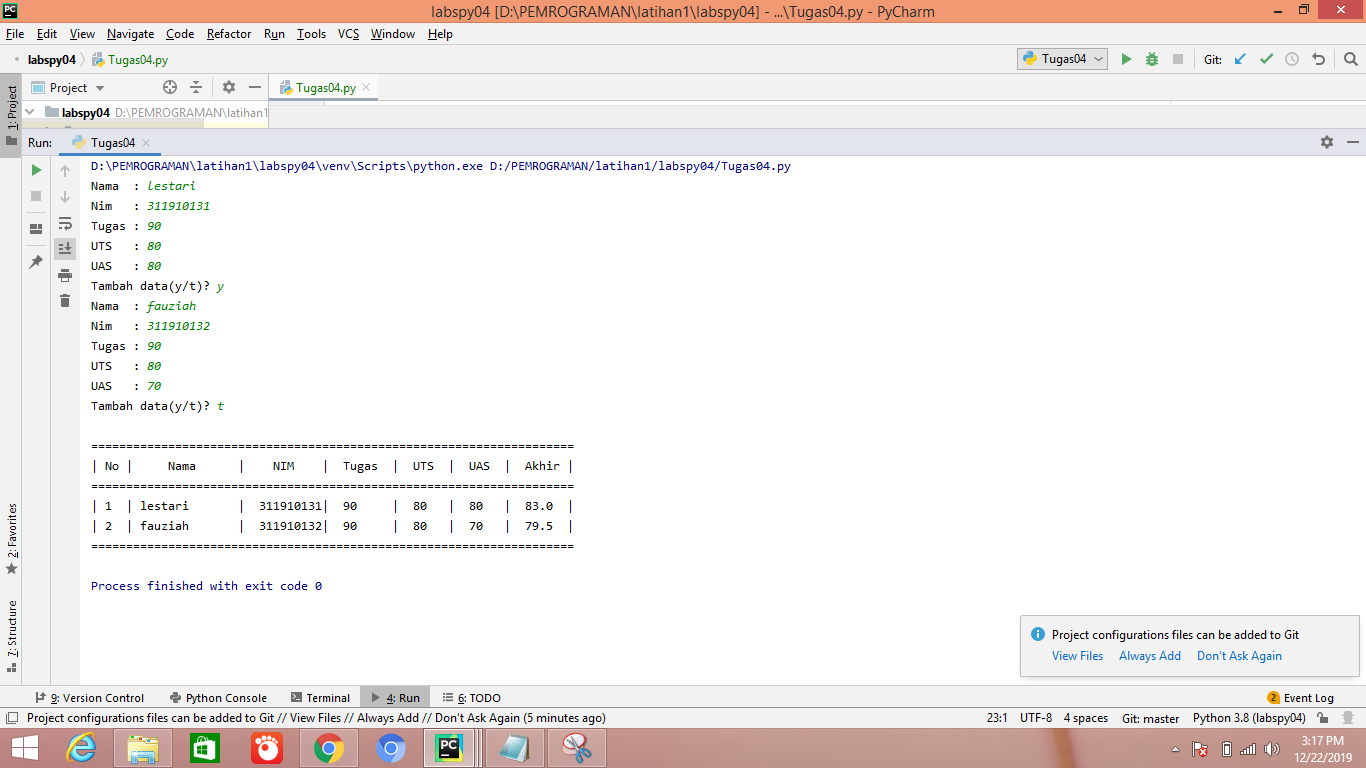 labspy04 [D:\PEMROGRAMAN\latihan1\labspy04] - ...\Tugas04.py - PyCharm
File Edit View Navigate Code Refactor Run Tools VCS Window Help
labspy04 Tugas04.py Tugas04 Git:
1: Project Project Tugas04.py
labspy04 D:\PEMROGRAMAN\latihan1
Run: Tugas04
D:\PEMROGRAMAN\latihan1\labspy04\venv\Scripts\python.exe D:/PEMROGRAMAN/latihan1/labspy04/Tugas04.py
Nama  : lestari
Nim   : 311910131
Tugas : 90
UTS   : 80
UAS   : 80
Tambah data(y/t)? y
Nama  : fauziah
Nim   : 311910132
Tugas : 90
UTS   : 80
UAS   : 70
Tambah data(y/t)? t
=====================================================================
| No |     Nama      |    NIM    |  Tugas  |  UTS  |  UAS  |  Akhir |
=====================================================================
| 1  | lestari       |  311910131|  90     |  80   |  80   |  83.0  |
| 2  | fauziah       |  311910132|  90     |  80   |  70   |  79.5  |
=====================================================================
Process finished with exit code 0
2: Favorites
7: Structure
Project configurations files can be added to Git
View Files Always Add Don't Ask Again
9: Version Control Python Console Terminal 4: Run 6: TODO 2 Event Log
Project configurations files can be added to Git // View Files // Always Add // Don't Ask Again (5 minutes ago) 23:1 UTF-8 4 spaces Git: master Python 3.8 (labspy04)
PC
3:17 PM
12/22/2019